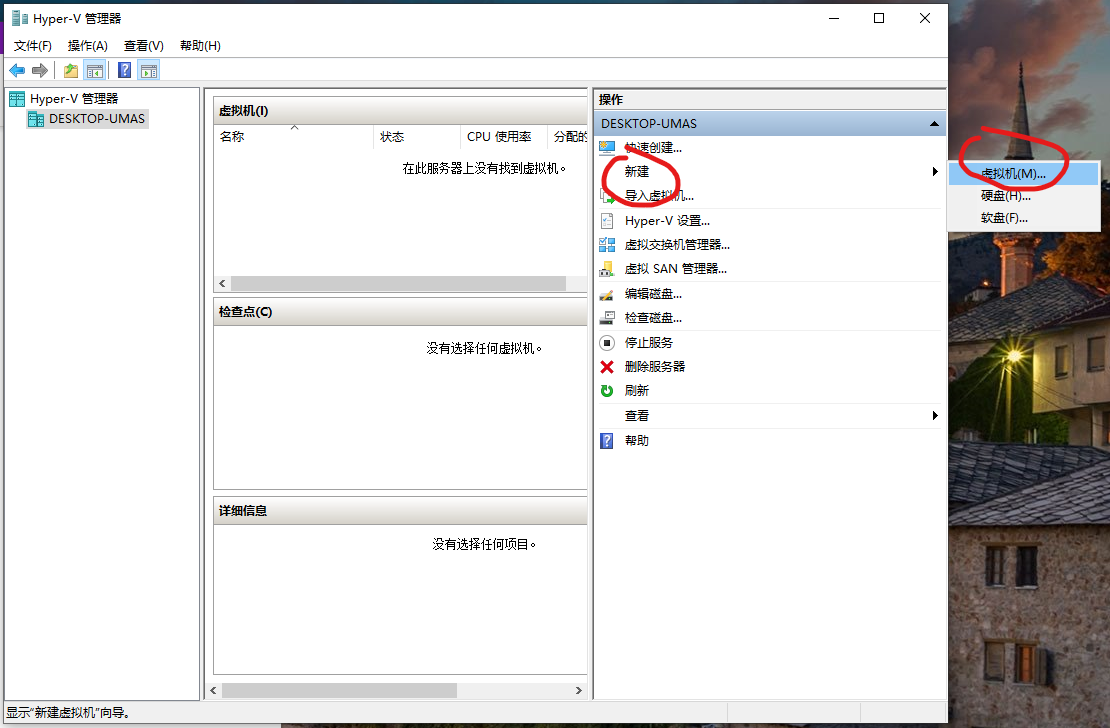 Hyper-V 管理器
文件(F) 操作(A) 查看(V) 帮助(H)
Hyper-V 管理器
DESKTOP-UMAS
虚拟机(I)
名称 状态 CPU 使用率 分配的
在此服务器上没有找到虚拟机。
检查点(C)
没有选择任何虚拟机。
详细信息
没有选择任何项目。
操作
DESKTOP-UMAS
快速创建...
新建
导入虚拟机...
Hyper-V 设置...
虚拟交换机管理器...
虚拟 SAN 管理器...
编辑磁盘...
检查磁盘...
停止服务
删除服务器
刷新
查看
帮助
虚拟机(M)...
硬盘(H)...
软盘(F)...
显示“新建虚拟机”向导。